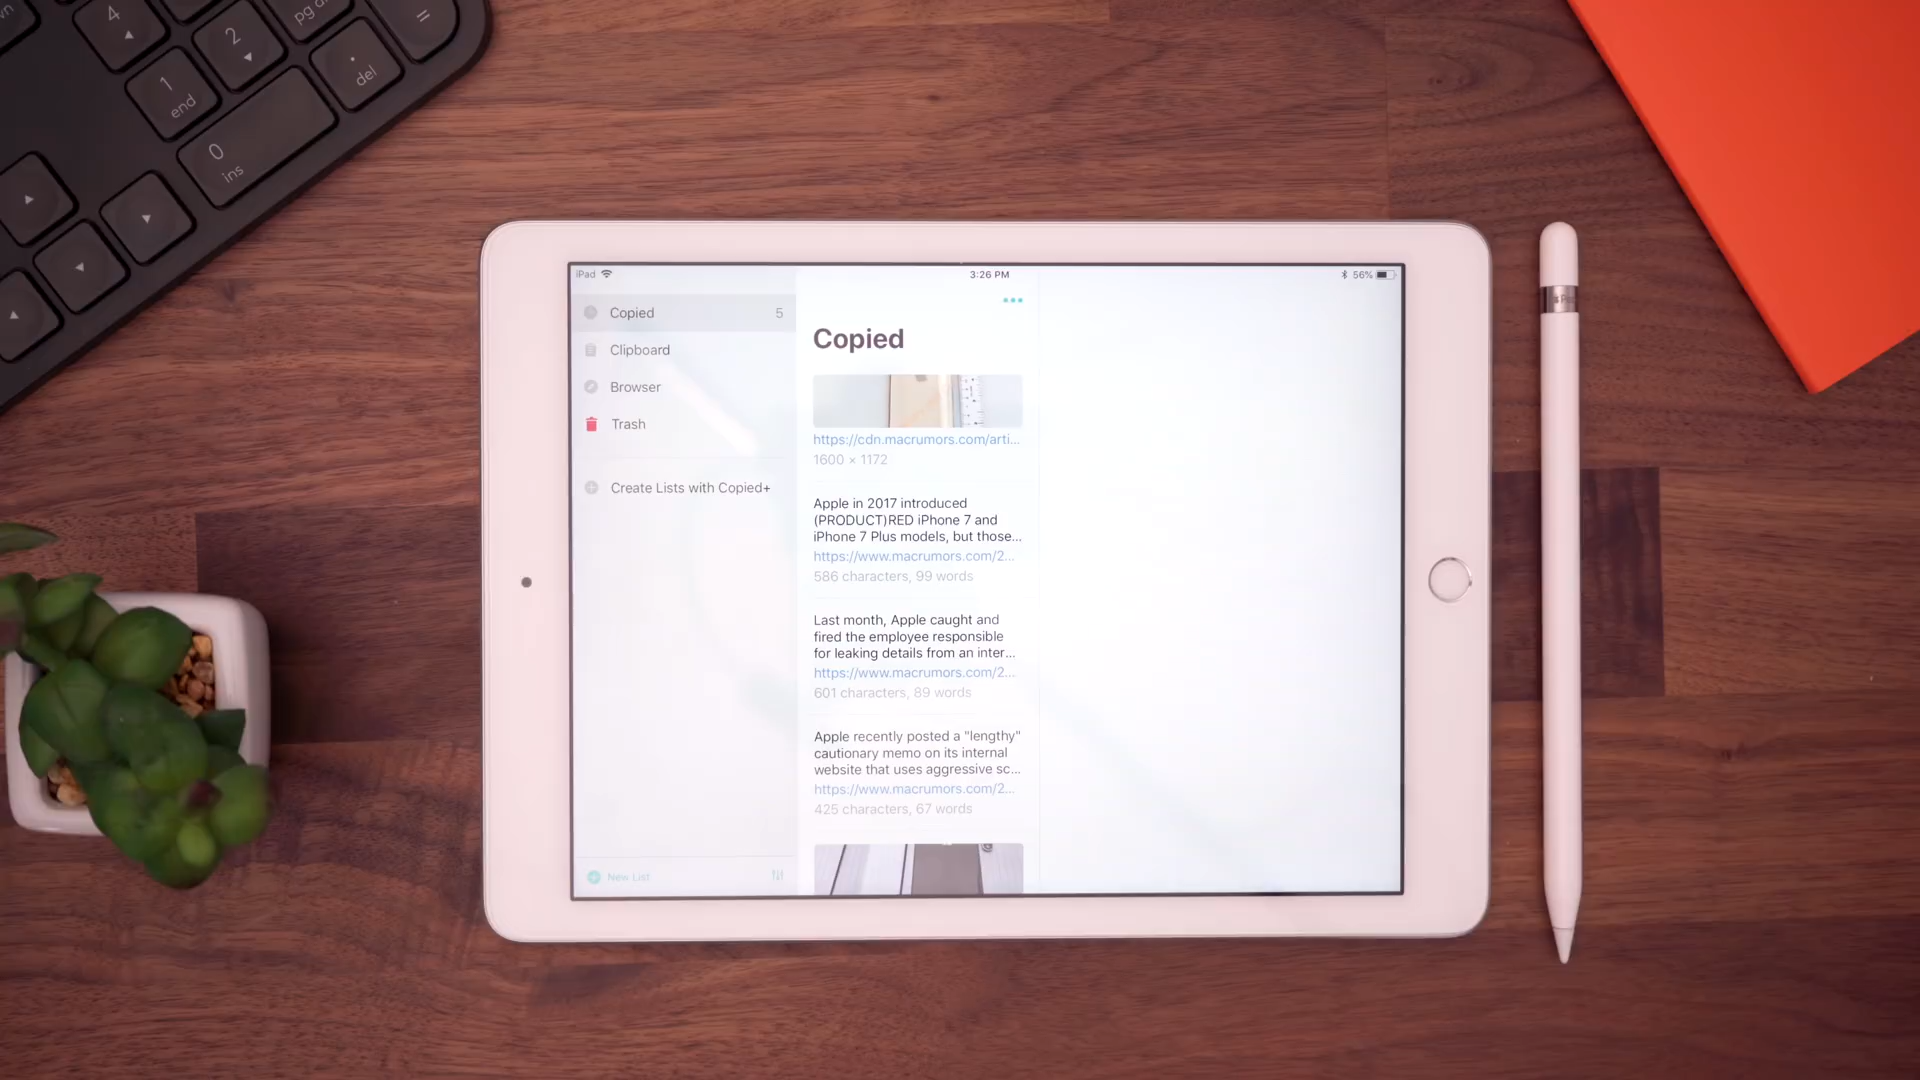 4
2
pg
1
end
del
0
ins
iPad 3:26 PM 56%
Copied 5
Clipboard
Browser
Trash
Create Lists with Copied+
New List
Copied
https://cdn.macrumors.com/arti...
1600 × 1172
Apple in 2017 introduced
(PRODUCT)RED iPhone 7 and
iPhone 7 Plus models, but those...
https://www.macrumors.com/2...
586 characters, 99 words
Last month, Apple caught and
fired the employee responsible
for leaking details from an inter...
https://www.macrumors.com/2...
601 characters, 89 words
Apple recently posted a "lengthy"
cautionary memo on its internal
website that uses aggressive sc...
https://www.macrumors.com/2...
425 characters, 67 words